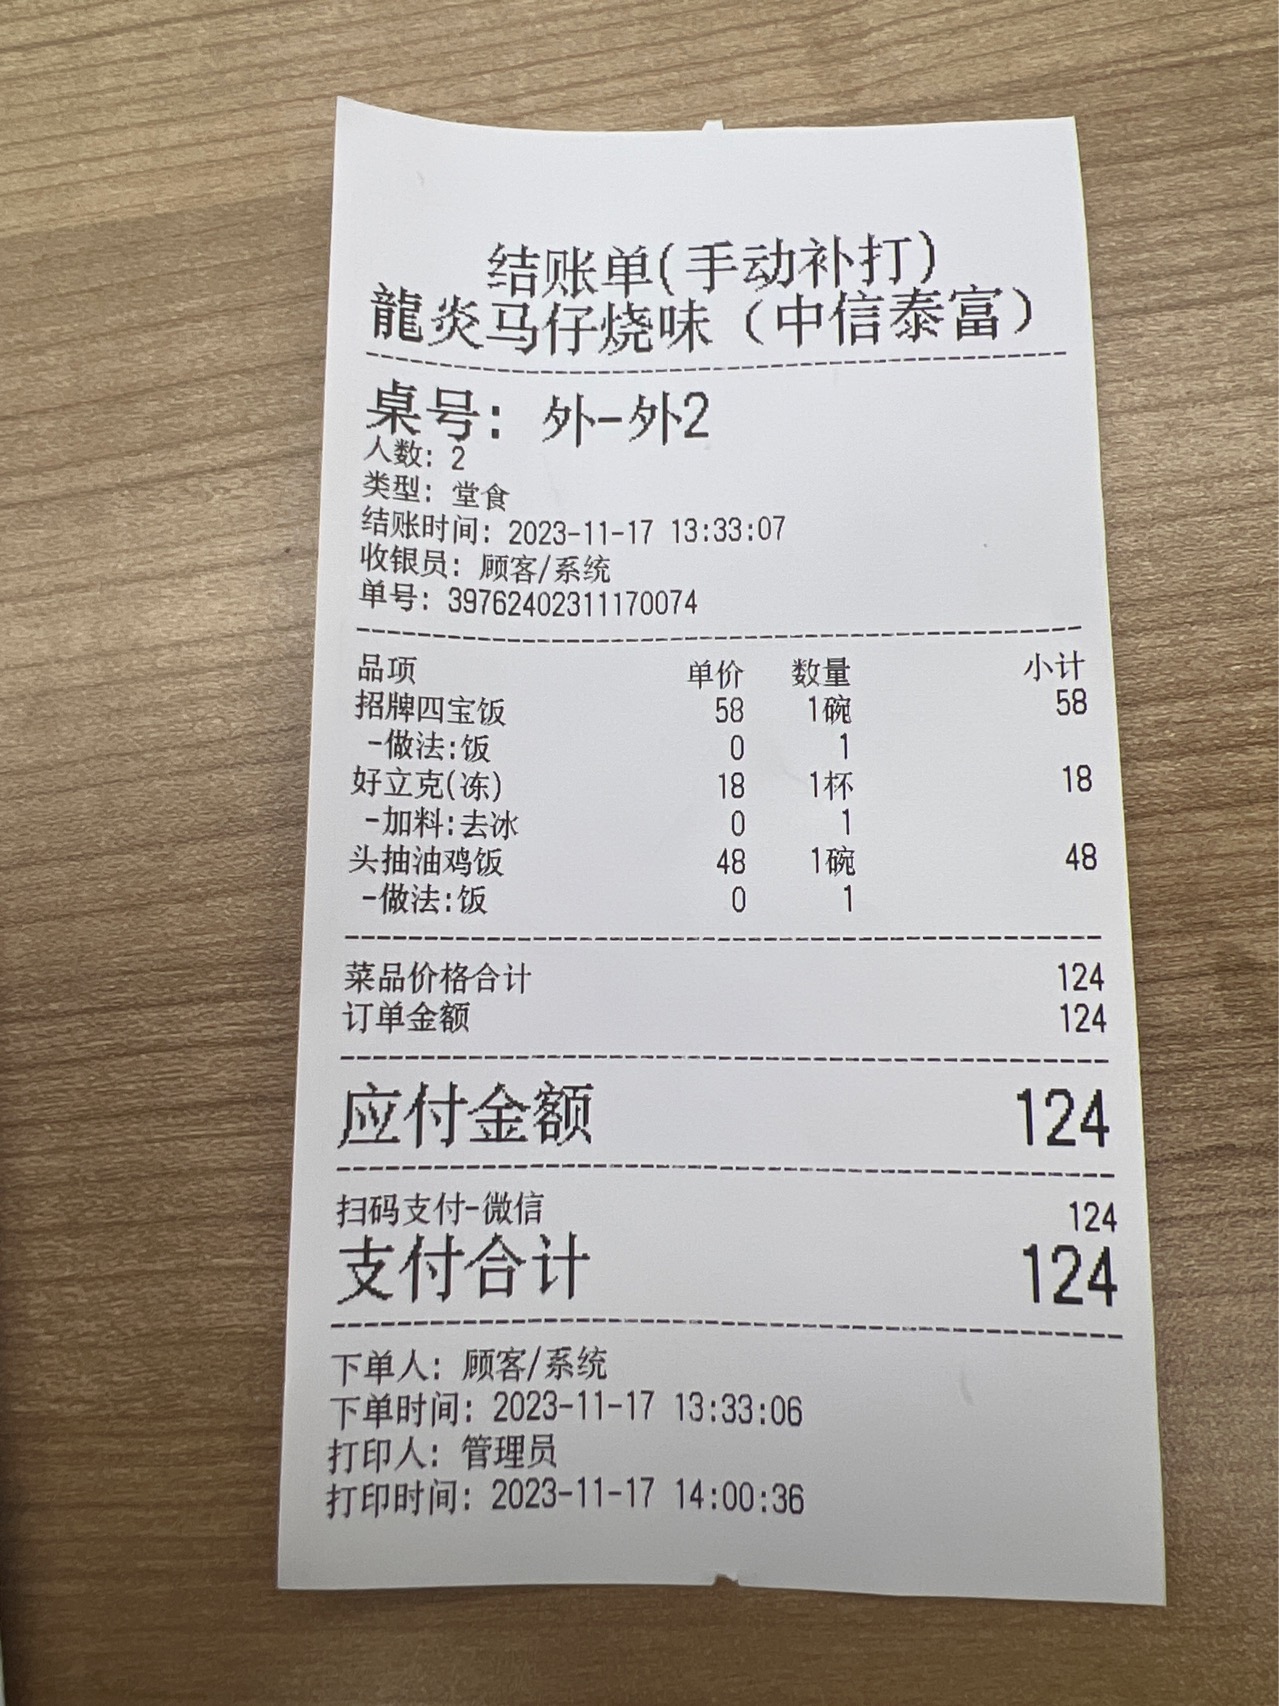 结账单(手动补打)
龍炎马仔烧味（中信泰富）
桌号: 外-外2
人数: 2
类型: 堂食
结账时间: 2023-11-17 13:33:07
收银员: 顾客/系统
单号: 39762402311170074
品项 单价 数量 小计
招牌四宝饭 58 1碗 58
-做法:饭 0 1
好立克(冻) 18 1杯 18
-加料:去冰 0 1
头抽油鸡饭 48 1碗 48
-做法:饭 0 1
菜品价格合计 124
订单金额 124
应付金额 124
扫码支付-微信 124
支付合计 124
下单人: 顾客/系统
下单时间: 2023-11-17 13:33:06
打印人: 管理员
打印时间: 2023-11-17 14:00:36